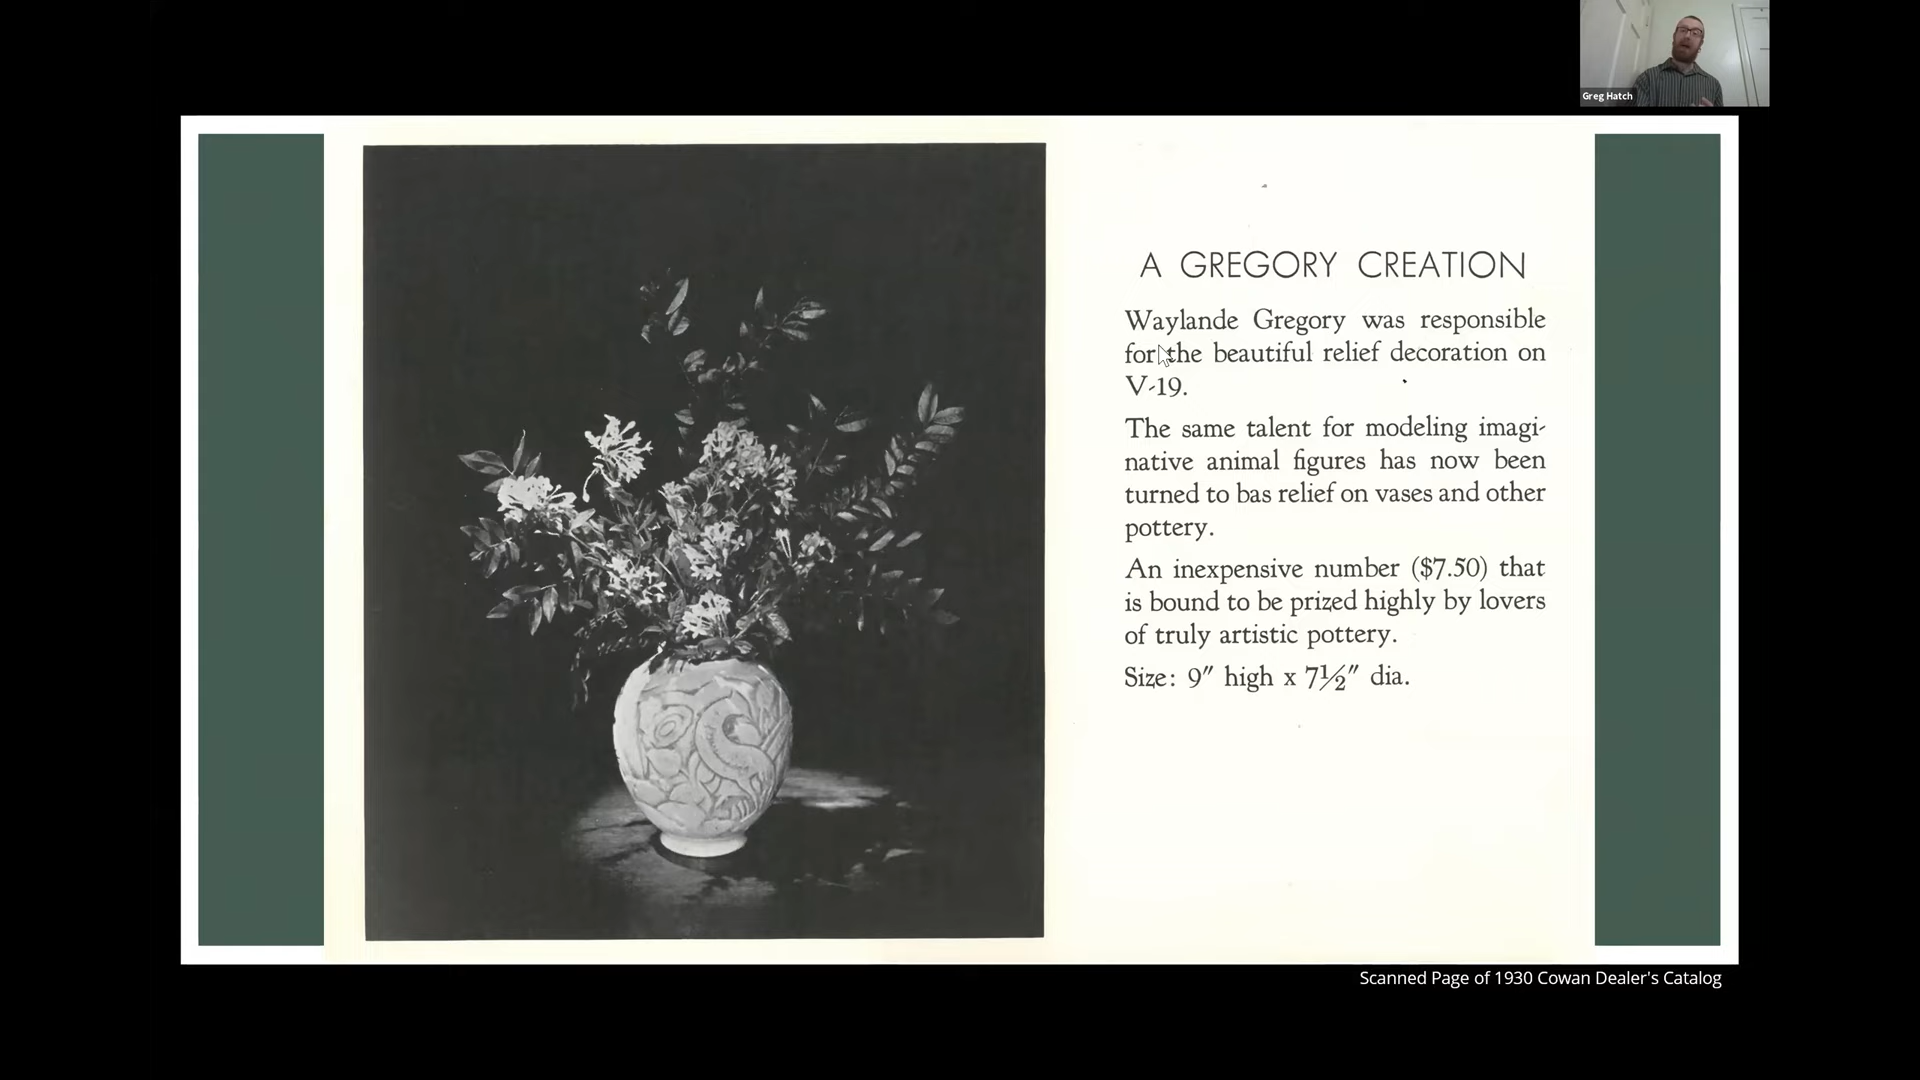 Greg Hatch
A GREGORY CREATION
Waylande Gregory was responsible
for the beautiful relief decoration on
V-19.
The same talent for modeling imagi-
native animal figures has now been
turned to bas relief on vases and other
pottery.
An inexpensive number ($7.50) that
is bound to be prized highly by lovers
of truly artistic pottery.
Size: 9″ high x 7½″ dia.
Scanned Page of 1930 Cowan Dealer's Catalog